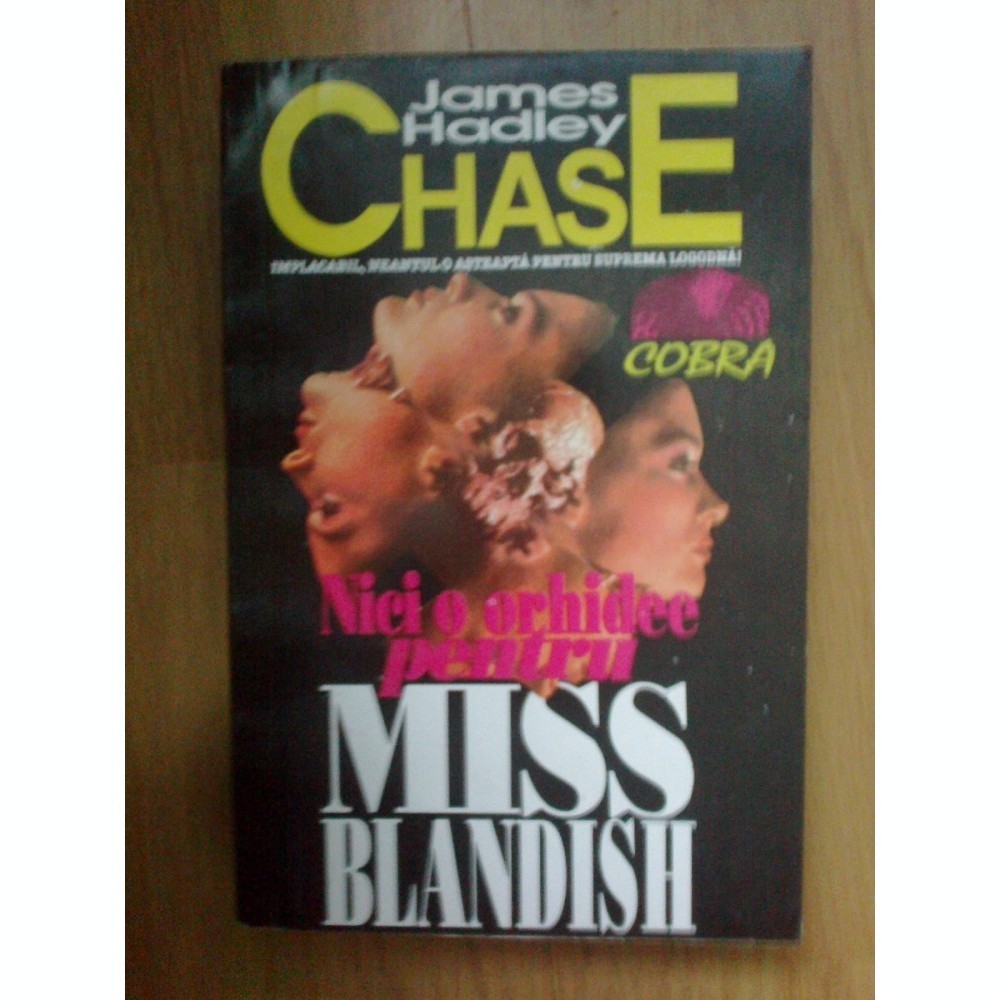 James
Hadley
CHASE
IMPLACABIL, NEANTUL O AȘTEAPTĂ PENTRU SUPREMA LOGODNĂ!
COBRA
Nici o orhidee
pentru
MISS
BLANDISH